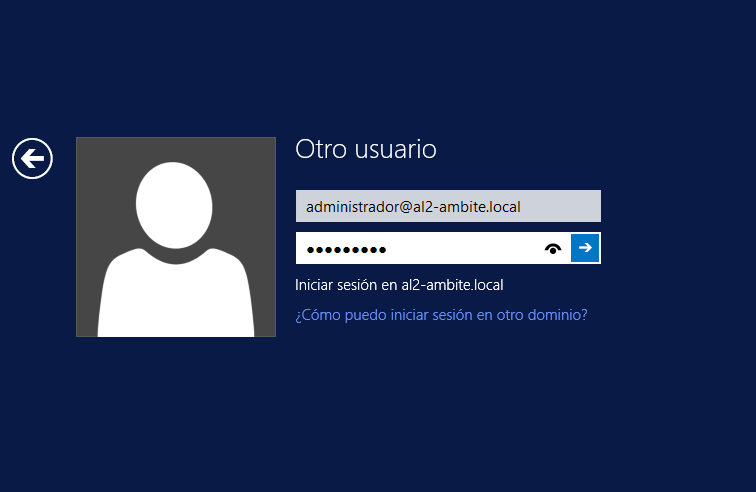 Otro usuario
administrador@al2-ambite.local
●●●●●●●●●
Iniciar sesión en al2-ambite.local
¿Cómo puedo iniciar sesión en otro dominio?